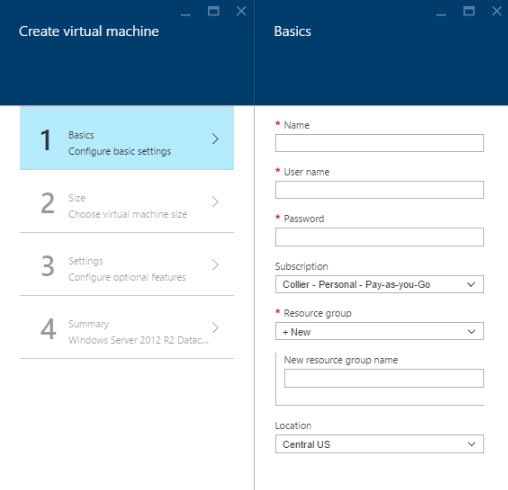 Create virtual machine
1
Basics
Configure basic settings
2
Size
Choose virtual machine size
3
Settings
Configure optional features
4
Summary
Windows Server 2012 R2 Datac...
Basics
* Name
* User name
* Password
Subscription
Collier - Personal - Pay-as-you-Go
* Resource group
+ New
New resource group name
Location
Central US